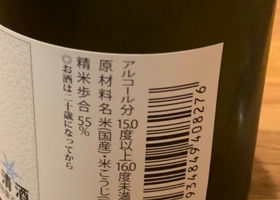 アルコール分 15.0度以上16.0度未満
原材料名 米(国産)・米こうじ(
精米歩合 55%
◎お酒は二十歳になってから
清酒
934849408276